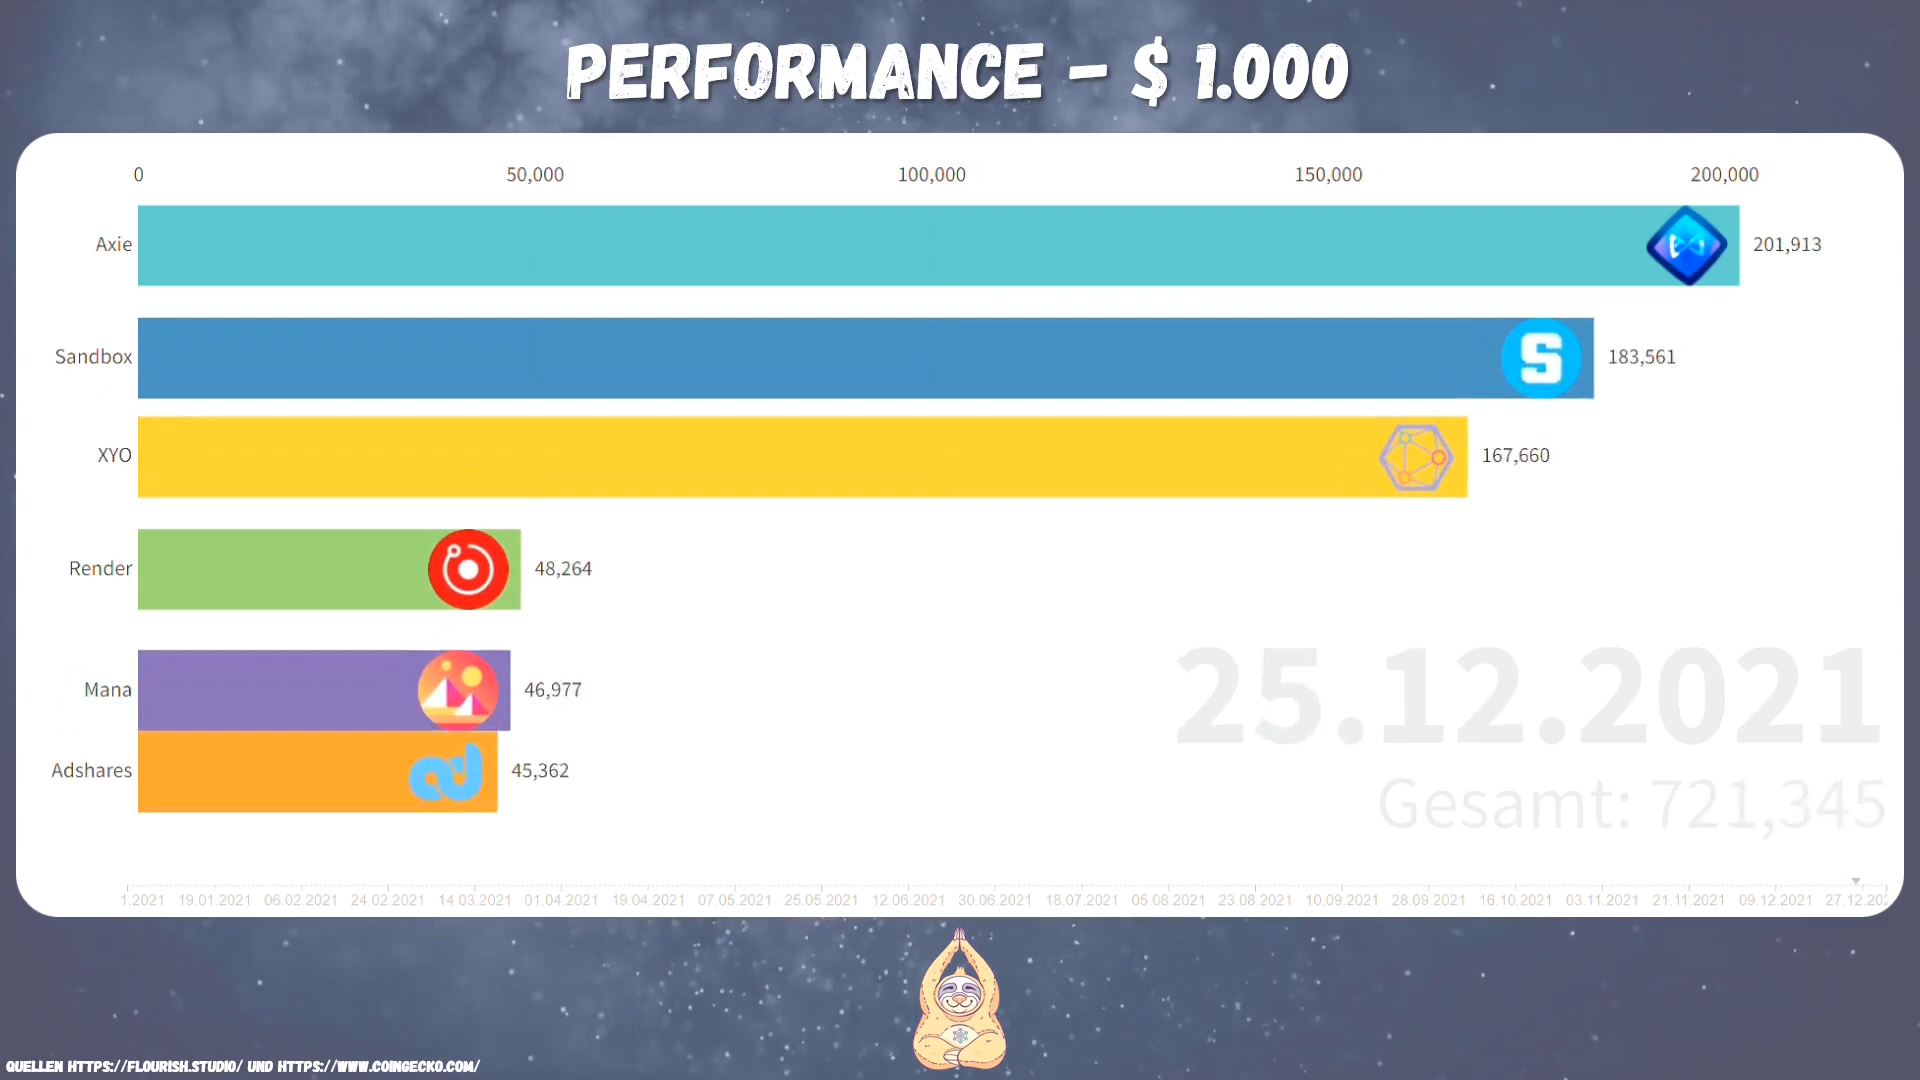 PERFORMANCE – $ 1.000
0 50,000 100,000 150,000 200,000
Axie 201,913
Sandbox 183,561
XYO 167,660
Render 48,264
Mana 46,977
Adshares 45,362
25.12.2021
Gesamt: 721,345
1.2021 19.01.2021 06.02.2021 24.02.2021 14.03.2021 01.04.2021 19.04.2021 07.05.2021 25.05.2021 12.06.2021 30.06.2021 18.07.2021 05.08.2021 23.08.2021 10.09.2021 28.09.2021 16.10.2021 03.11.2021 21.11.2021 09.12.2021 27.12.202
QUELLEN HTTPS://FLOURISH.STUDIO/ UND HTTPS://WWW.COINGECKO.COM/